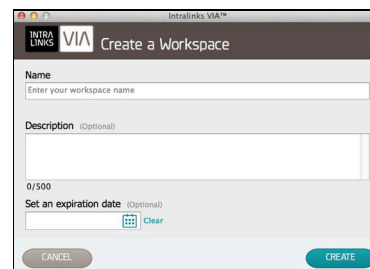 Intralinks VIA™
INTRA
LINKS VIA Create a Workspace
Name
Enter your workspace name
Description (Optional)
0/500
Set an expiration date (Optional)
Clear
CANCEL CREATE